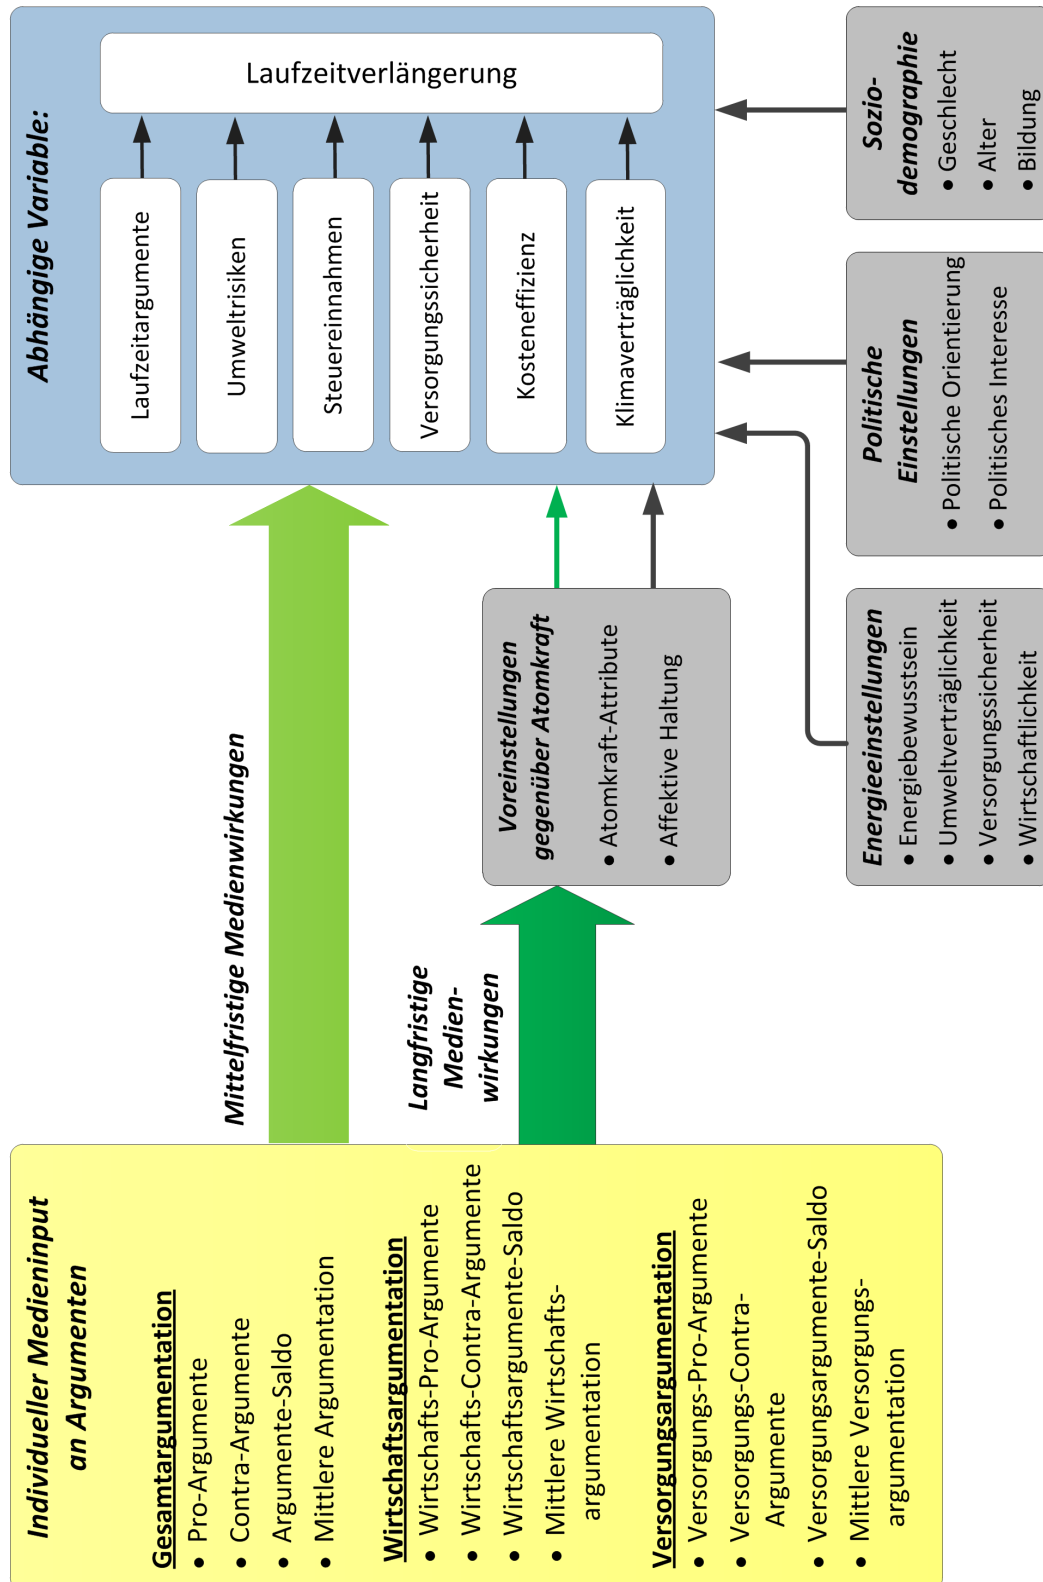 Individueller Medieninput
an Argumenten
Gesamtargumentation
• Pro-Argumente
• Contra-Argumente
• Argumente-Saldo
• Mittlere Argumentation
Wirtschaftsargumentation
• Wirtschafts-Pro-Argumente
• Wirtschafts-Contra-Argumente
• Wirtschaftsargumente-Saldo
• Mittlere Wirtschafts-
argumentation
Versorgungsargumentation
• Versorgungs-Pro-Argumente
• Versorgungs-Contra-
Argumente
• Versorgungsargumente-Saldo
• Mittlere Versorgungs-
argumentation
Mittelfristige Medienwirkungen
Langfristige
Medien-
wirkungen
Voreinstellungen
gegenüber Atomkraft
• Atomkraft-Attribute
• Affektive Haltung
Abhängige Variable:
Laufzeitargumente
Umweltrisiken
Steuereinnahmen
Versorgungssicherheit
Kosteneffizienz
Klimaverträglichkeit
Laufzeitverlängerung
Energieeinstellungen
• Energiebewusstsein
• Umweltverträglichkeit
• Versorgungssicherheit
• Wirtschaftlichkeit
Politische
Einstellungen
• Politische Orientierung
• Politisches Interesse
Sozio-
demographie
• Geschlecht
• Alter
• Bildung